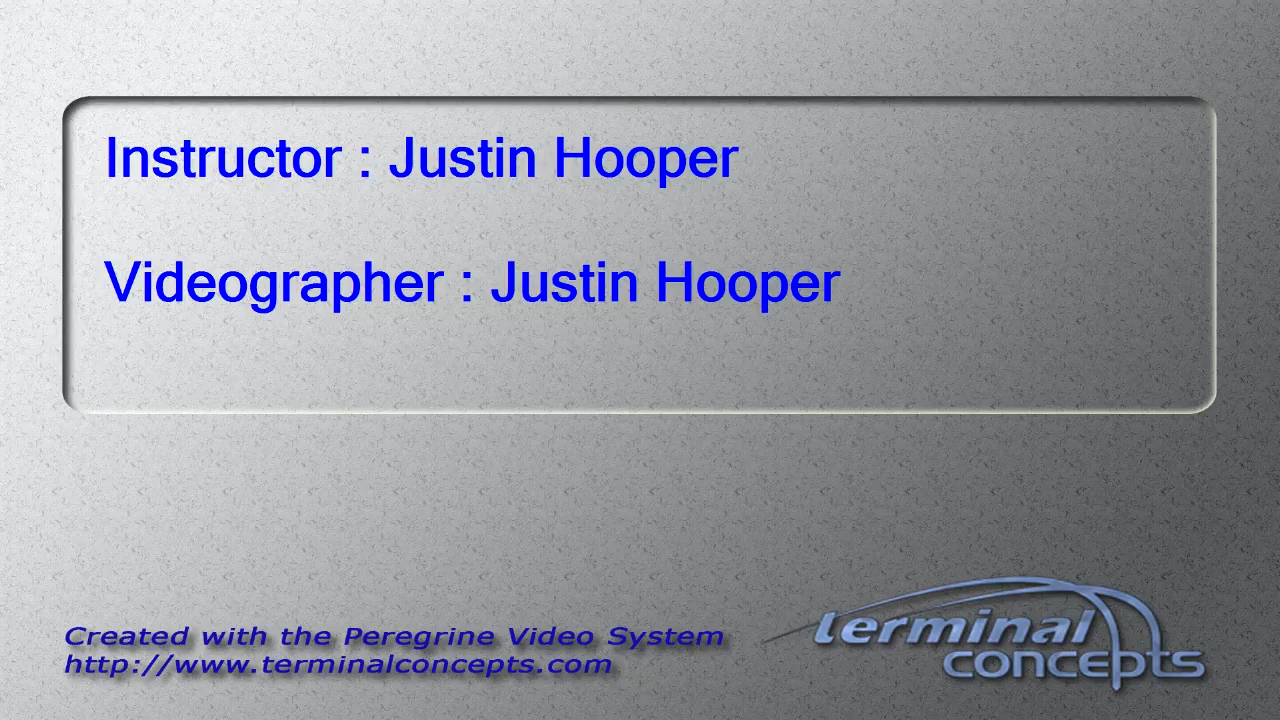 Instructor : Justin Hooper
Videographer : Justin Hooper
Created with the Peregrine Video System
http://www.terminalconcepts.com
terminal
concepts